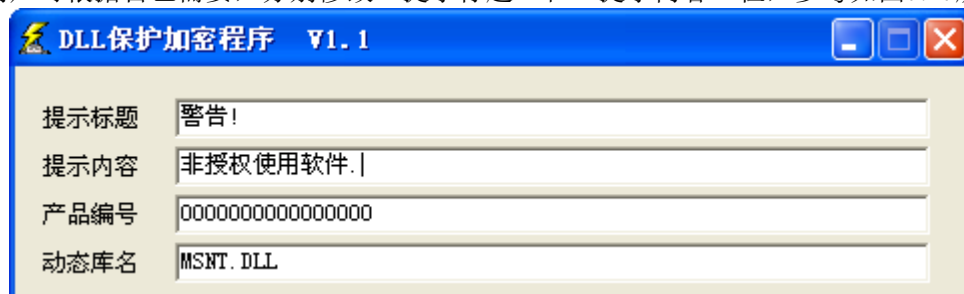 DLL保护加密程序 V1.1
提示标题 警告!
提示内容 非授权使用软件.
产品编号 0000000000000000
动态库名 MSNT.DLL